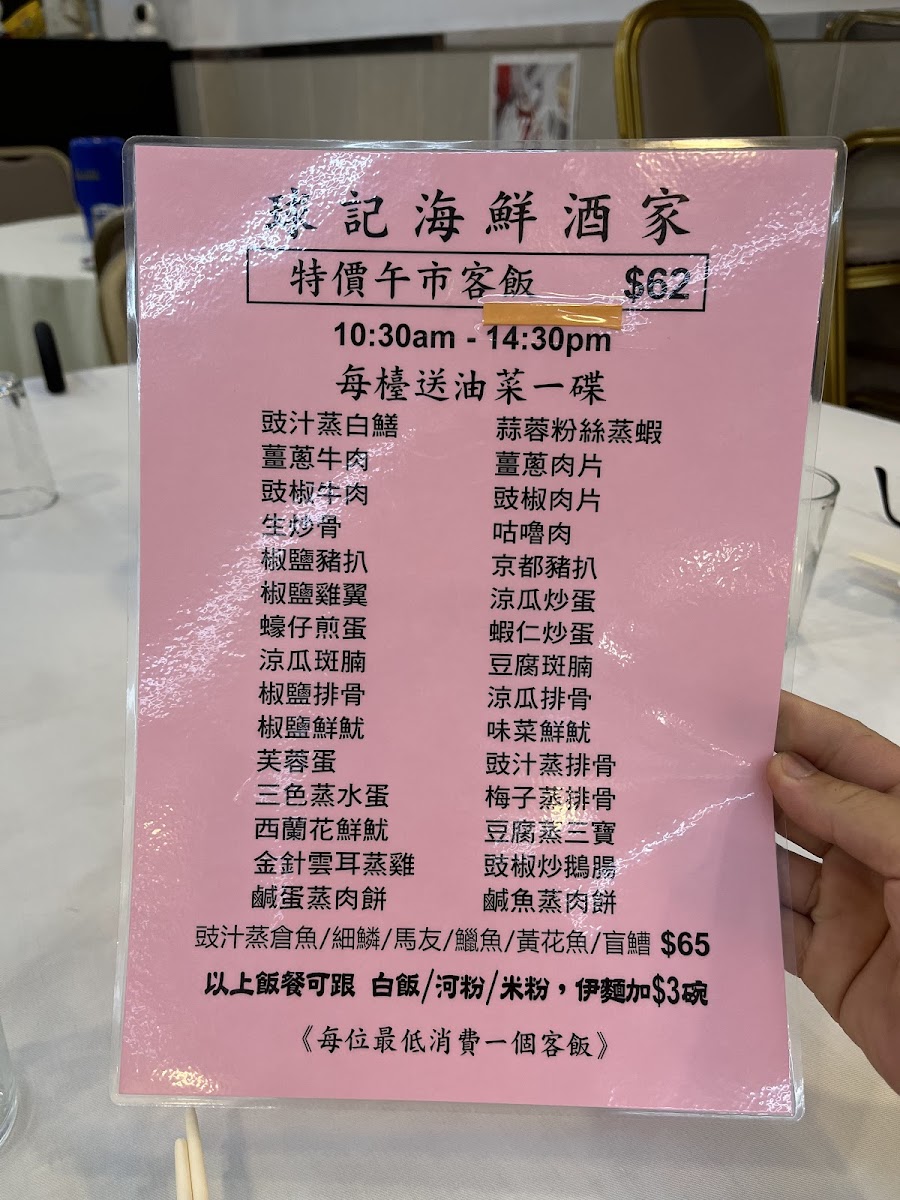 球記海鮮酒家
特價午市客飯 $62
10:30am - 14:30pm
每檯送油菜一碟
豉汁蒸白鱔 蒜蓉粉絲蒸蝦
薑蔥牛肉 薑蔥肉片
豉椒牛肉 豉椒肉片
生炒骨 咕嚕肉
椒鹽豬扒 京都豬扒
椒鹽雞翼 涼瓜炒蛋
蠔仔煎蛋 蝦仁炒蛋
涼瓜斑腩 豆腐斑腩
椒鹽排骨 涼瓜排骨
椒鹽鮮魷 味菜鮮魷
芙蓉蛋 豉汁蒸排骨
三色蒸水蛋 梅子蒸排骨
西蘭花鮮魷 豆腐蒸三寶
金針雲耳蒸雞 豉椒炒鵝腸
鹹蛋蒸肉餅 鹹魚蒸肉餅
豉汁蒸倉魚/細鱗/馬友/鱲魚/黃花魚/盲鰽 $65
以上飯餐可跟 白飯/河粉/米粉，伊麵加$3碗
《每位最低消費一個客飯》